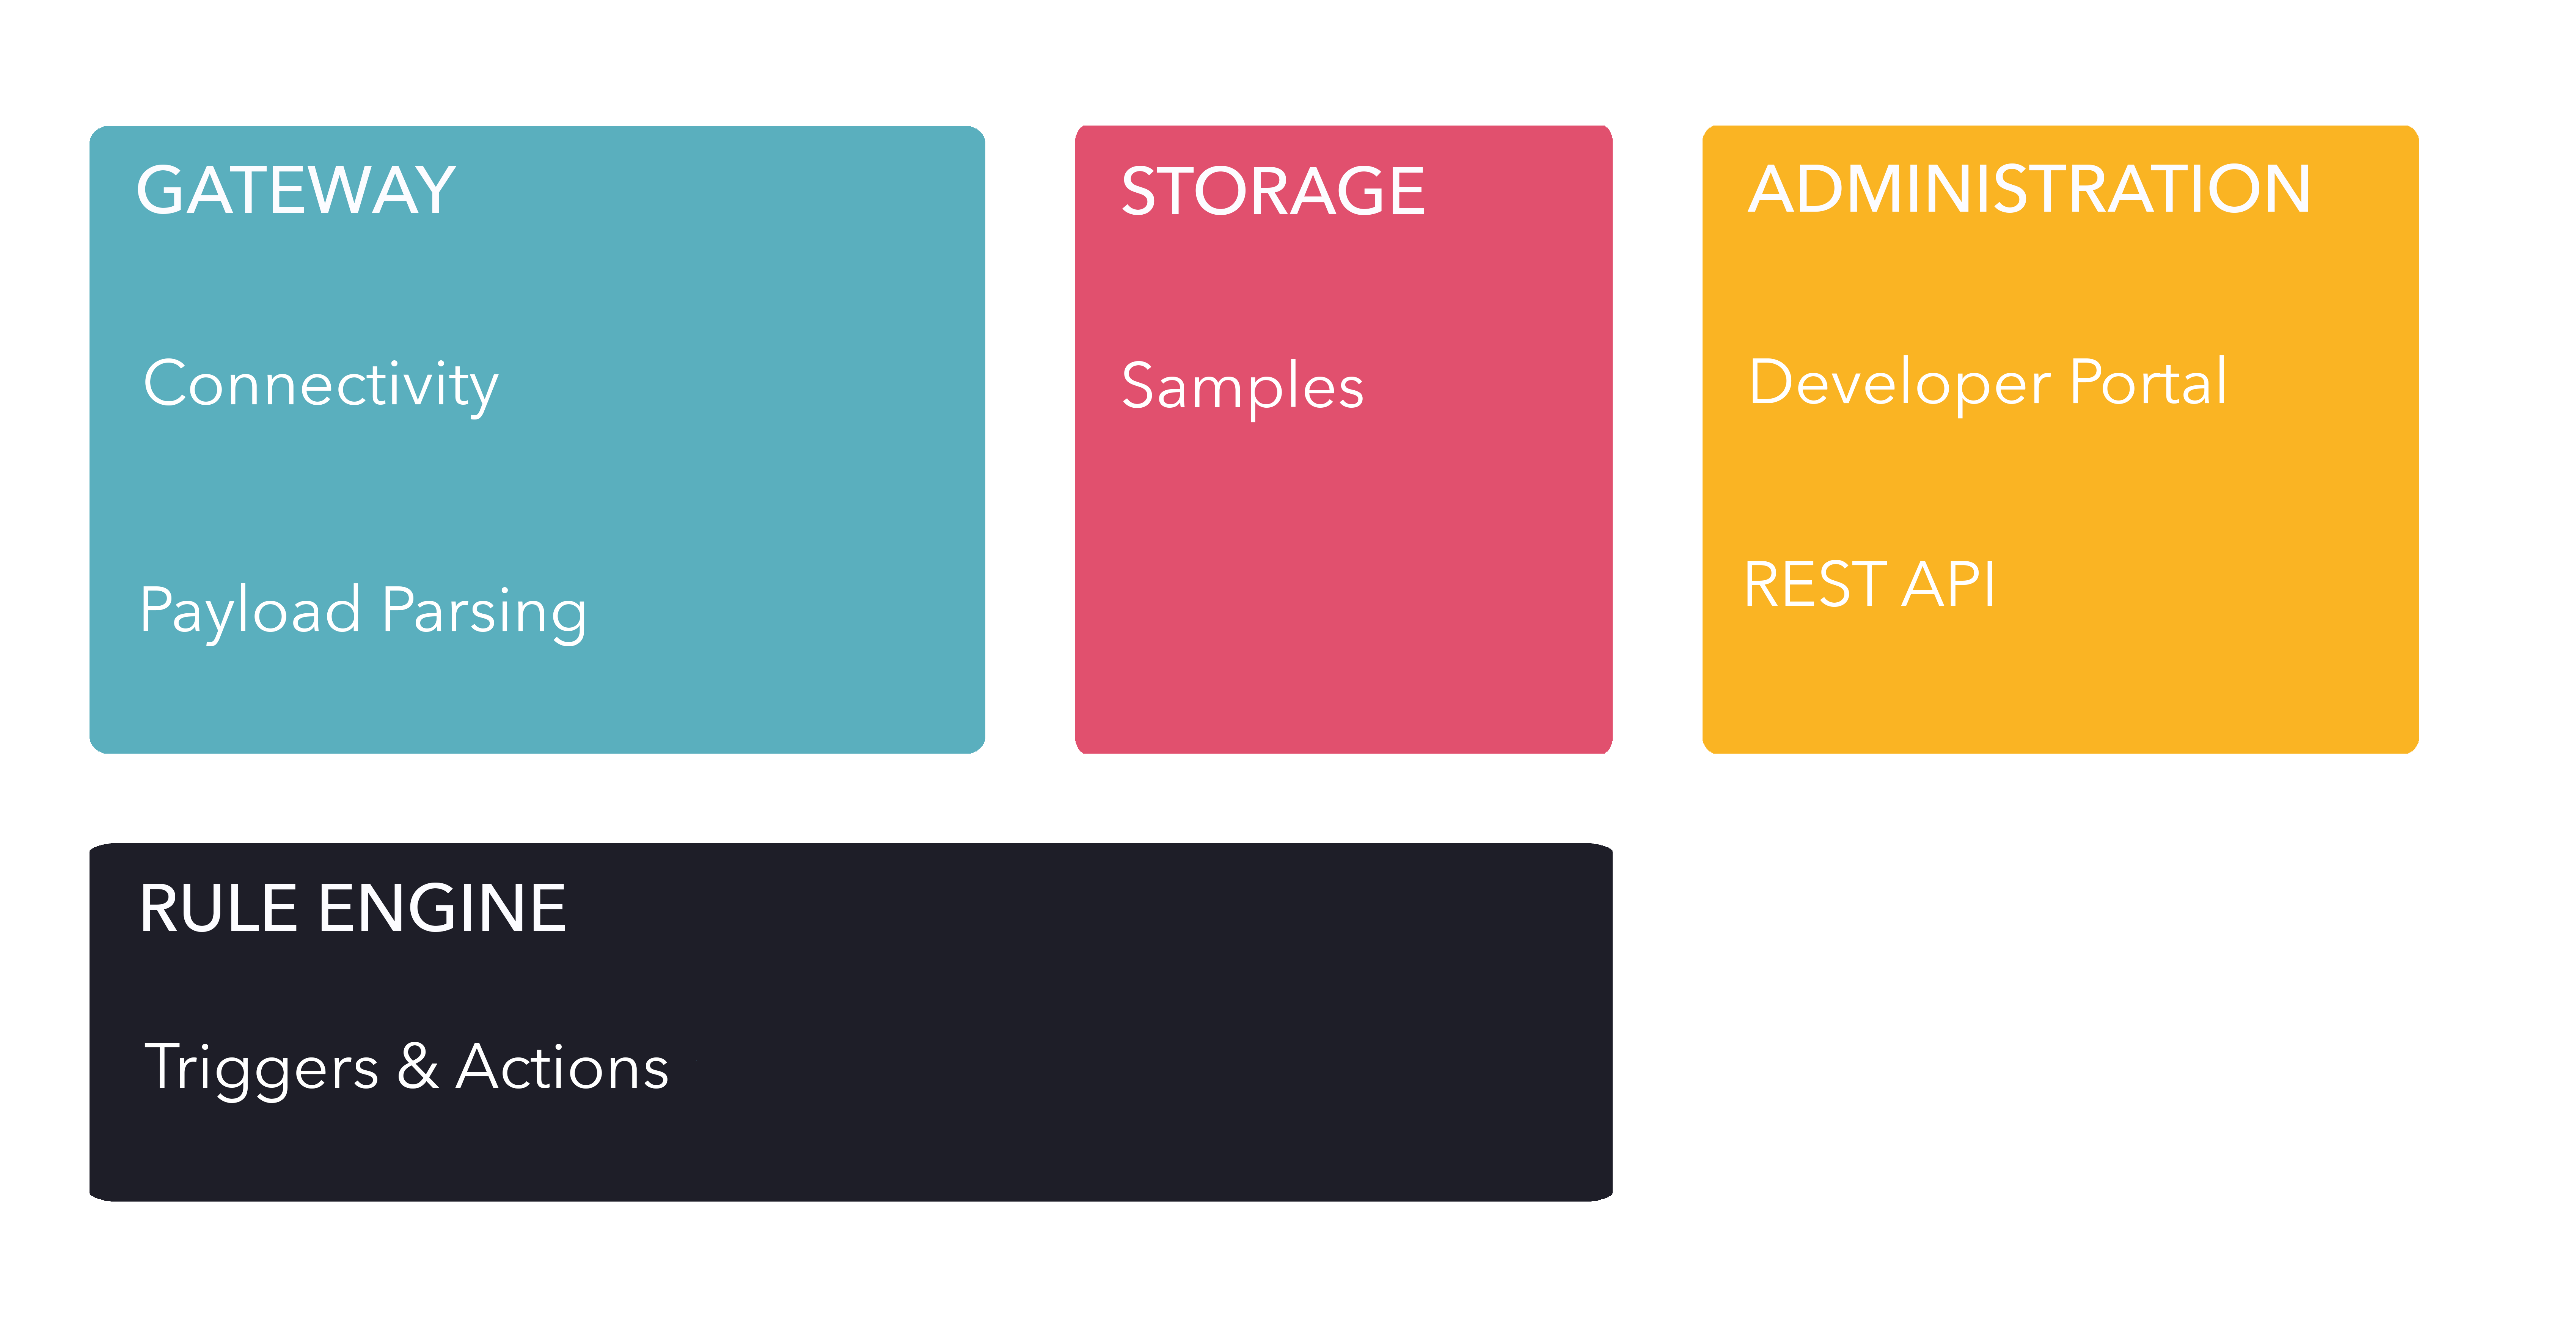 GATEWAY
Connectivity
Payload Parsing
STORAGE
Samples
ADMINISTRATION
Developer Portal
REST API
RULE ENGINE
Triggers & Actions